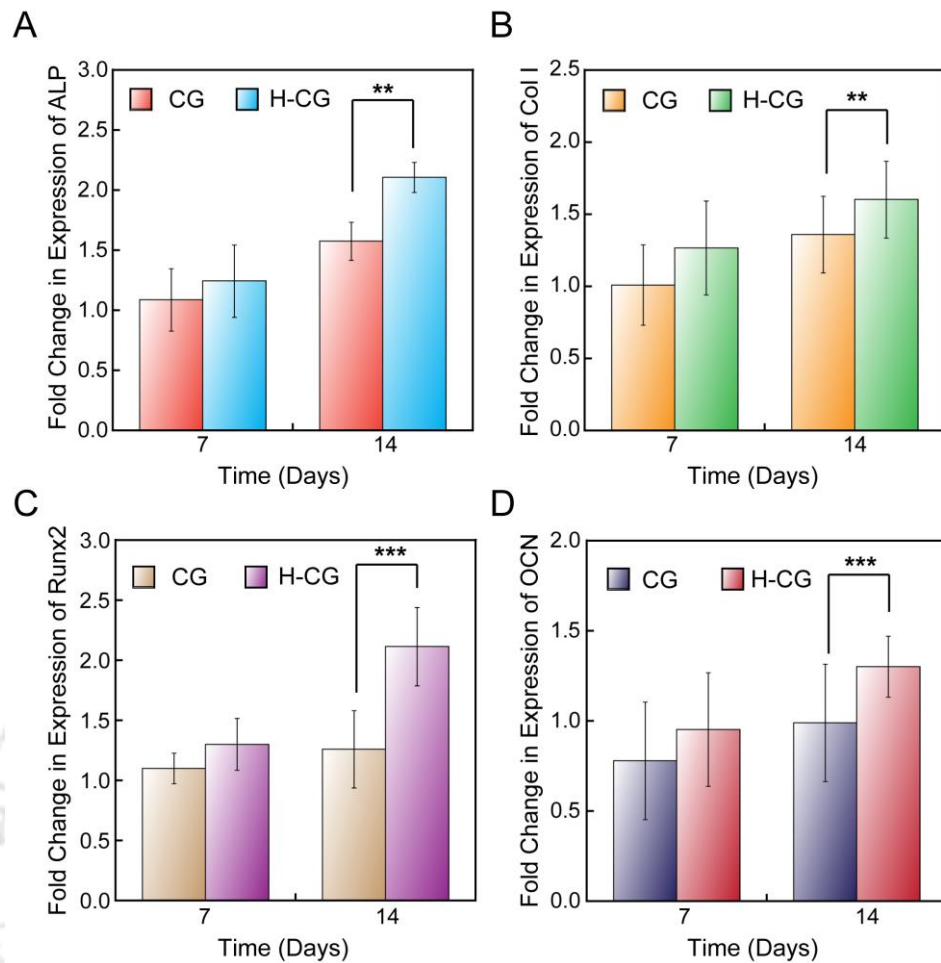 A
Fold Change in Expression of ALP
3.0
2.5
2.0
1.5
1.0
0.5
0.0
CG H-CG
**
7 14
Time (Days)
B
Fold Change in Expression of Col I
2.5
2.0
1.5
1.0
0.5
0.0
CG H-CG
**
7 14
Time (Days)
C
Fold Change in Expression of Runx2
3.0
2.5
2.0
1.5
1.0
0.5
0.0
CG H-CG
***
7 14
Time (Days)
D
Fold Change in Expression of OCN
2.0
1.5
1.0
0.5
0.0
CG H-CG
***
7 14
Time (Days)